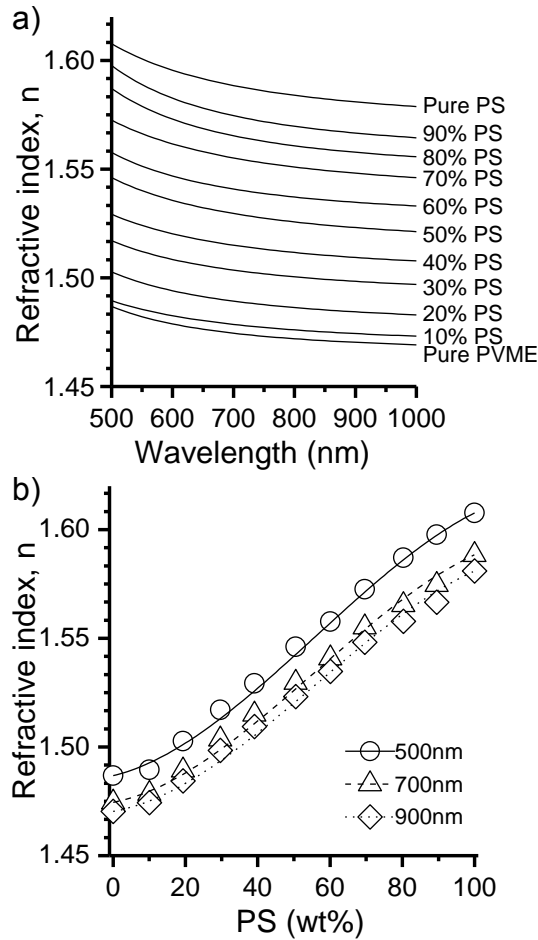 a)
Refractive index, n
1.60
1.55
1.50
1.45
Pure PS
90% PS
80% PS
70% PS
60% PS
50% PS
40% PS
30% PS
20% PS
10% PS
Pure PVME
500 600 700 800 900 1000
Wavelength (nm)
b)
Refractive index, n
1.60
1.55
1.50
1.45
500nm
700nm
900nm
0 20 40 60 80 100
PS (wt%)